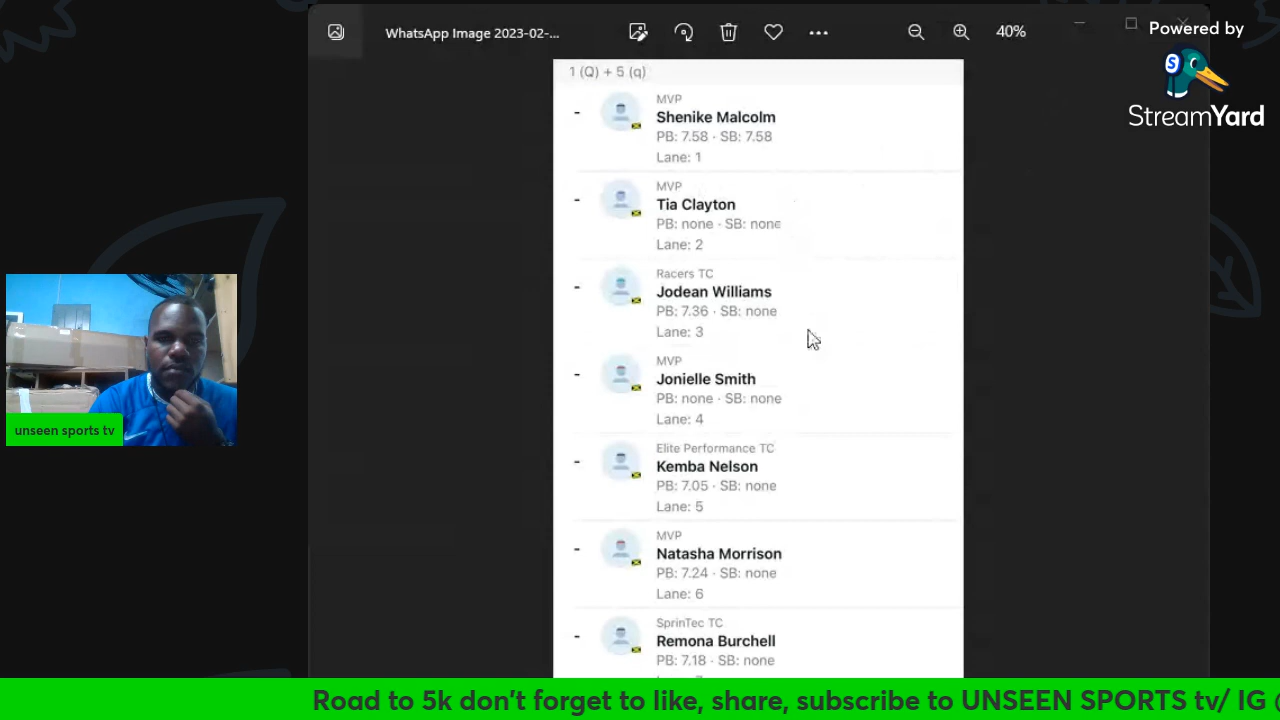 WhatsApp Image 2023-02-...
40%
Powered by
StreamYard
1 (Q) + 5 (q)
-
MVP
Shenike Malcolm
PB: 7.58 · SB: 7.58
Lane: 1
-
MVP
Tia Clayton
PB: none · SB: none
Lane: 2
-
Racers TC
Jodean Williams
PB: 7.36 · SB: none
Lane: 3
-
MVP
Jonielle Smith
PB: none · SB: none
Lane: 4
-
Elite Performance TC
Kemba Nelson
PB: 7.05 · SB: none
Lane: 5
-
MVP
Natasha Morrison
PB: 7.24 · SB: none
Lane: 6
-
SprinTec TC
Remona Burchell
PB: 7.18 · SB: none
unseen sports tv
Road to 5k don't forget to like, share, subscribe to UNSEEN SPORTS tv/ IG